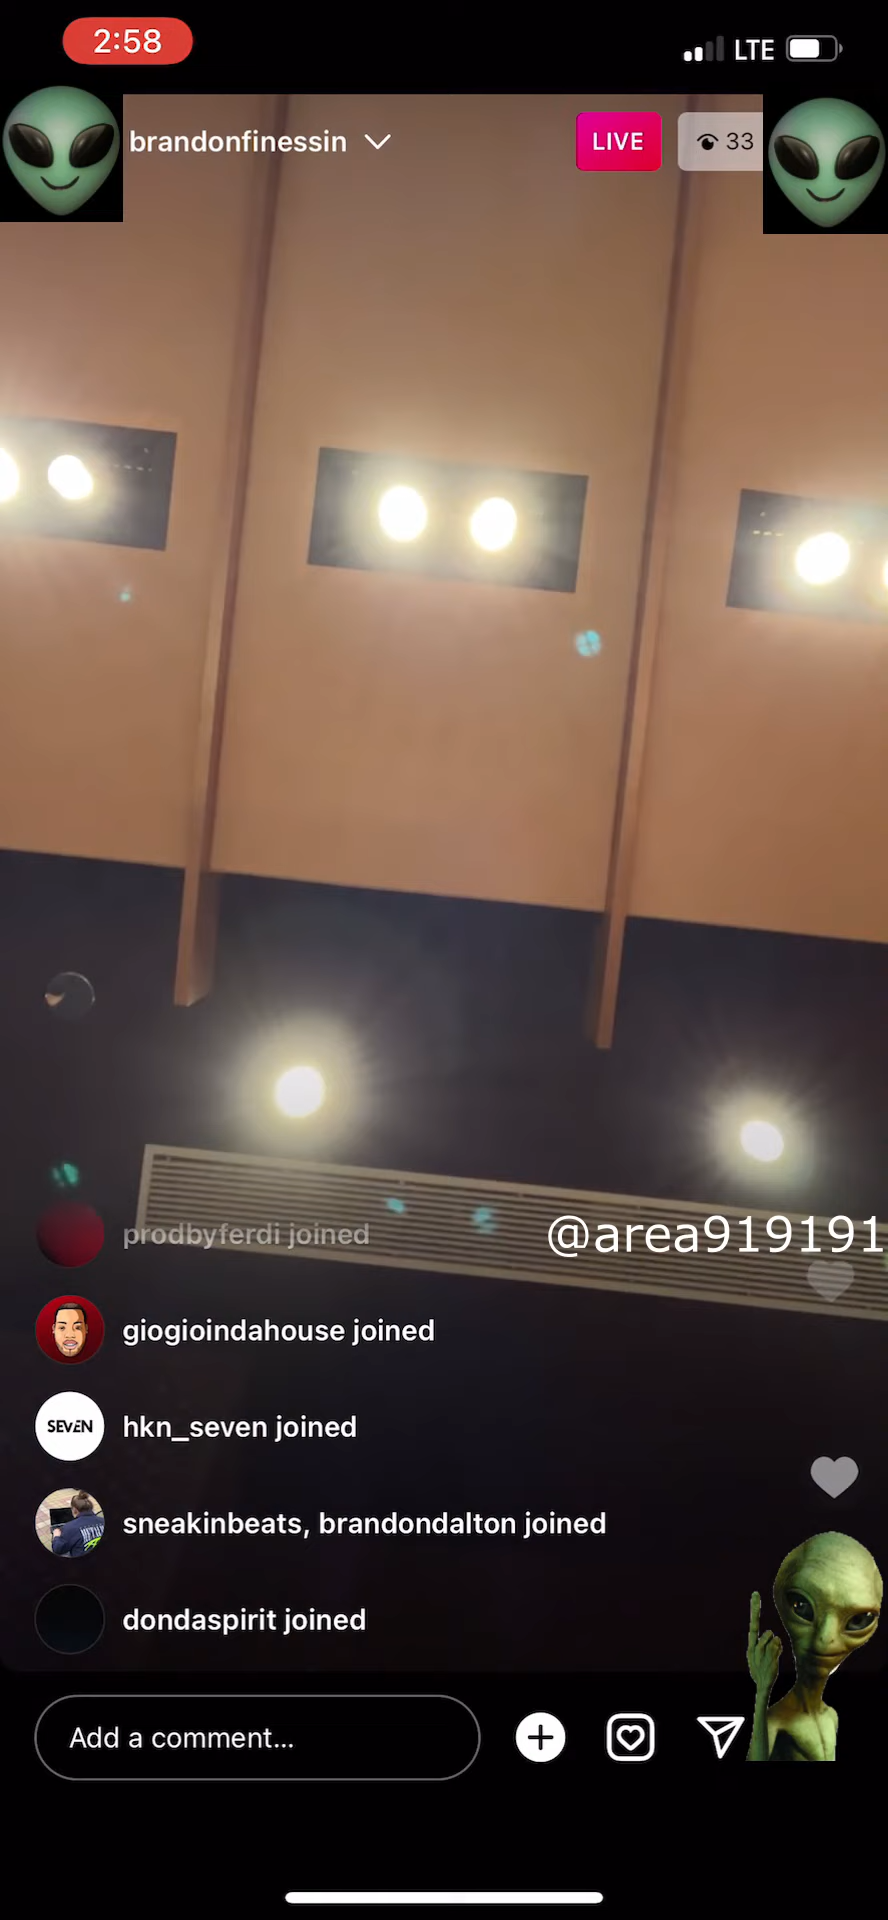 2:58
LTE
brandonfinessin
LIVE
33
prodbyferdi joined
@area919191
giogioindahouse joined
SEVEN
hkn_seven joined
sneakinbeats, brandondalton joined
dondaspirit joined
Add a comment...